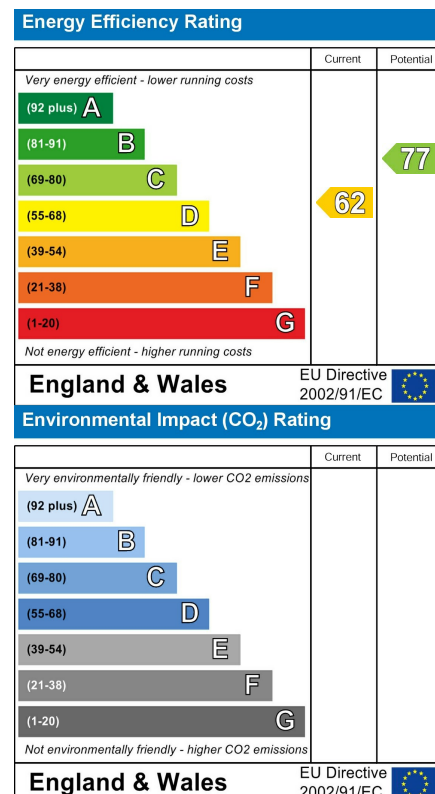 Energy Efficiency Rating
Current Potential
Very energy efficient - lower running costs
(92 plus) A
(81-91) B
77
(69-80) C
62
(55-68) D
(39-54) E
(21-38) F
(1-20) G
Not energy efficient - higher running costs
England & Wales
EU Directive
2002/91/EC
Environmental Impact (CO₂) Rating
Current Potential
Very environmentally friendly - lower CO2 emissions
(92 plus) A
(81-91) B
(69-80) C
(55-68) D
(39-54) E
(21-38) F
(1-20) G
Not environmentally friendly - higher CO2 emissions
England & Wales
EU Directive
2002/91/EC